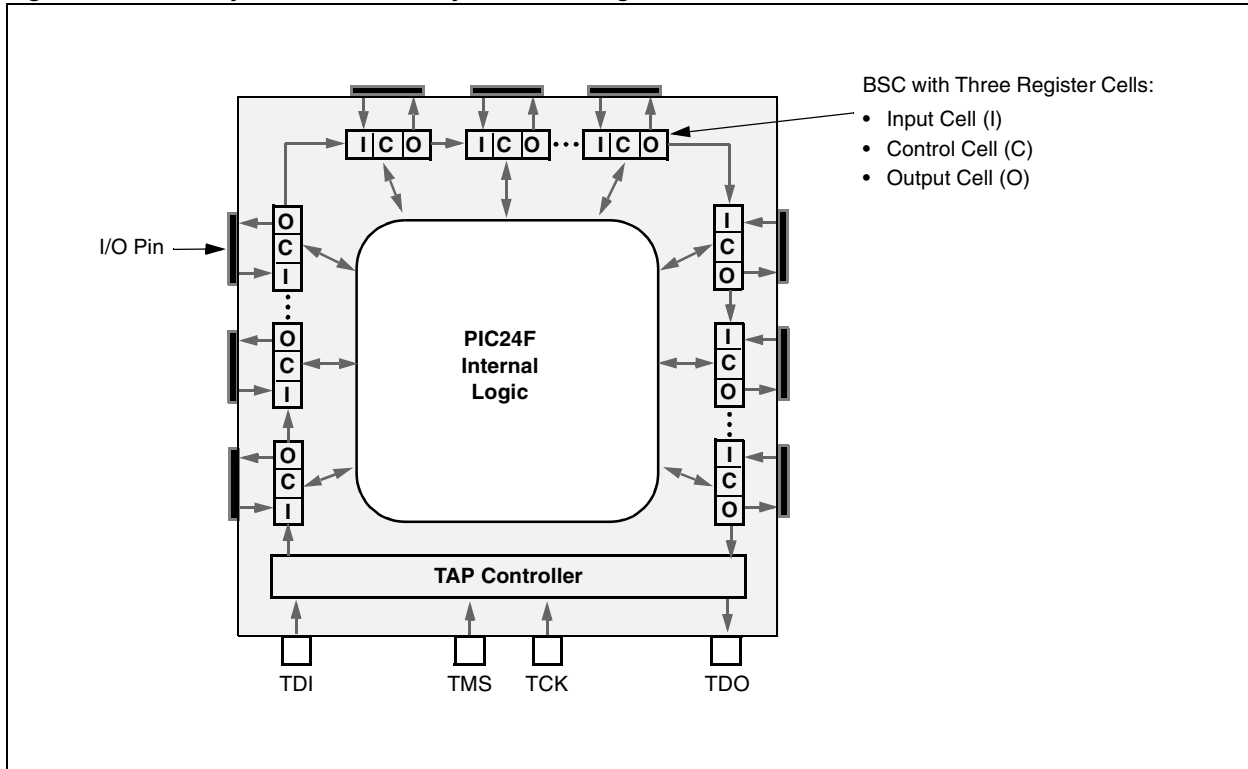 BSC with Three Register Cells:
• Input Cell (I)
• Control Cell (C)
• Output Cell (O)
I C O I C O ••• I C O
I/O Pin
O
C
I
O
C
I
O
C
I
I
C
O
I
C
O
I
C
O
PIC24F
Internal
Logic
TAP Controller
TDI TMS TCK TDO